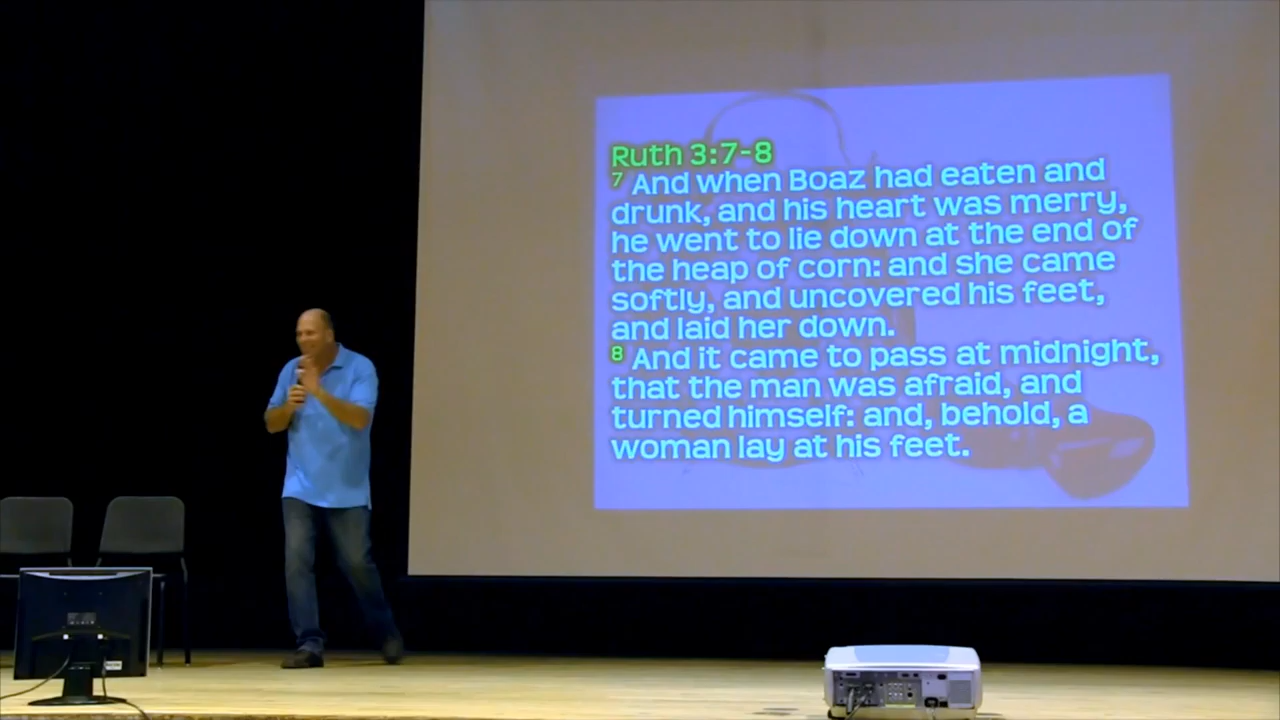 Ruth 3:7-8
7 And when Boaz had eaten and
drunk, and his heart was merry,
he went to lie down at the end of
the heap of corn: and she came
softly, and uncovered his feet,
and laid her down.
8 And it came to pass at midnight,
that the man was afraid, and
turned himself: and, behold, a
woman lay at his feet.